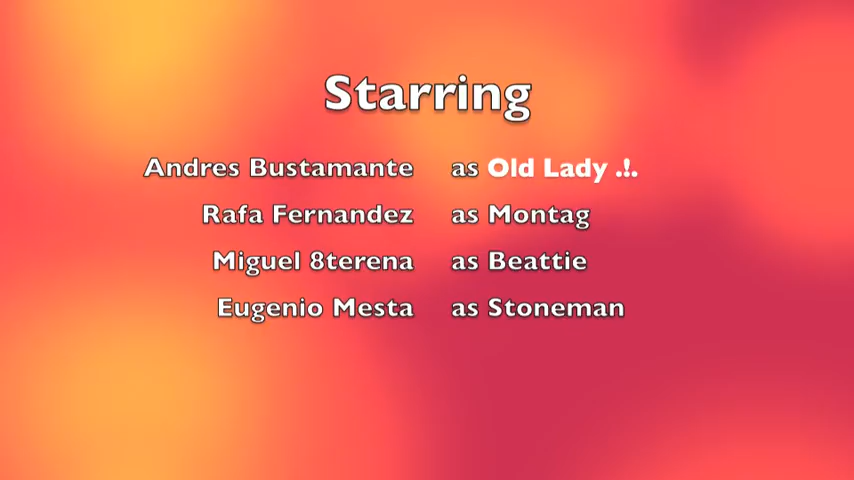 Starring
Andres Bustamante as Old Lady .!.
Rafa Fernandez as Montag
Miguel 8terena as Beattie
Eugenio Mesta as Stoneman